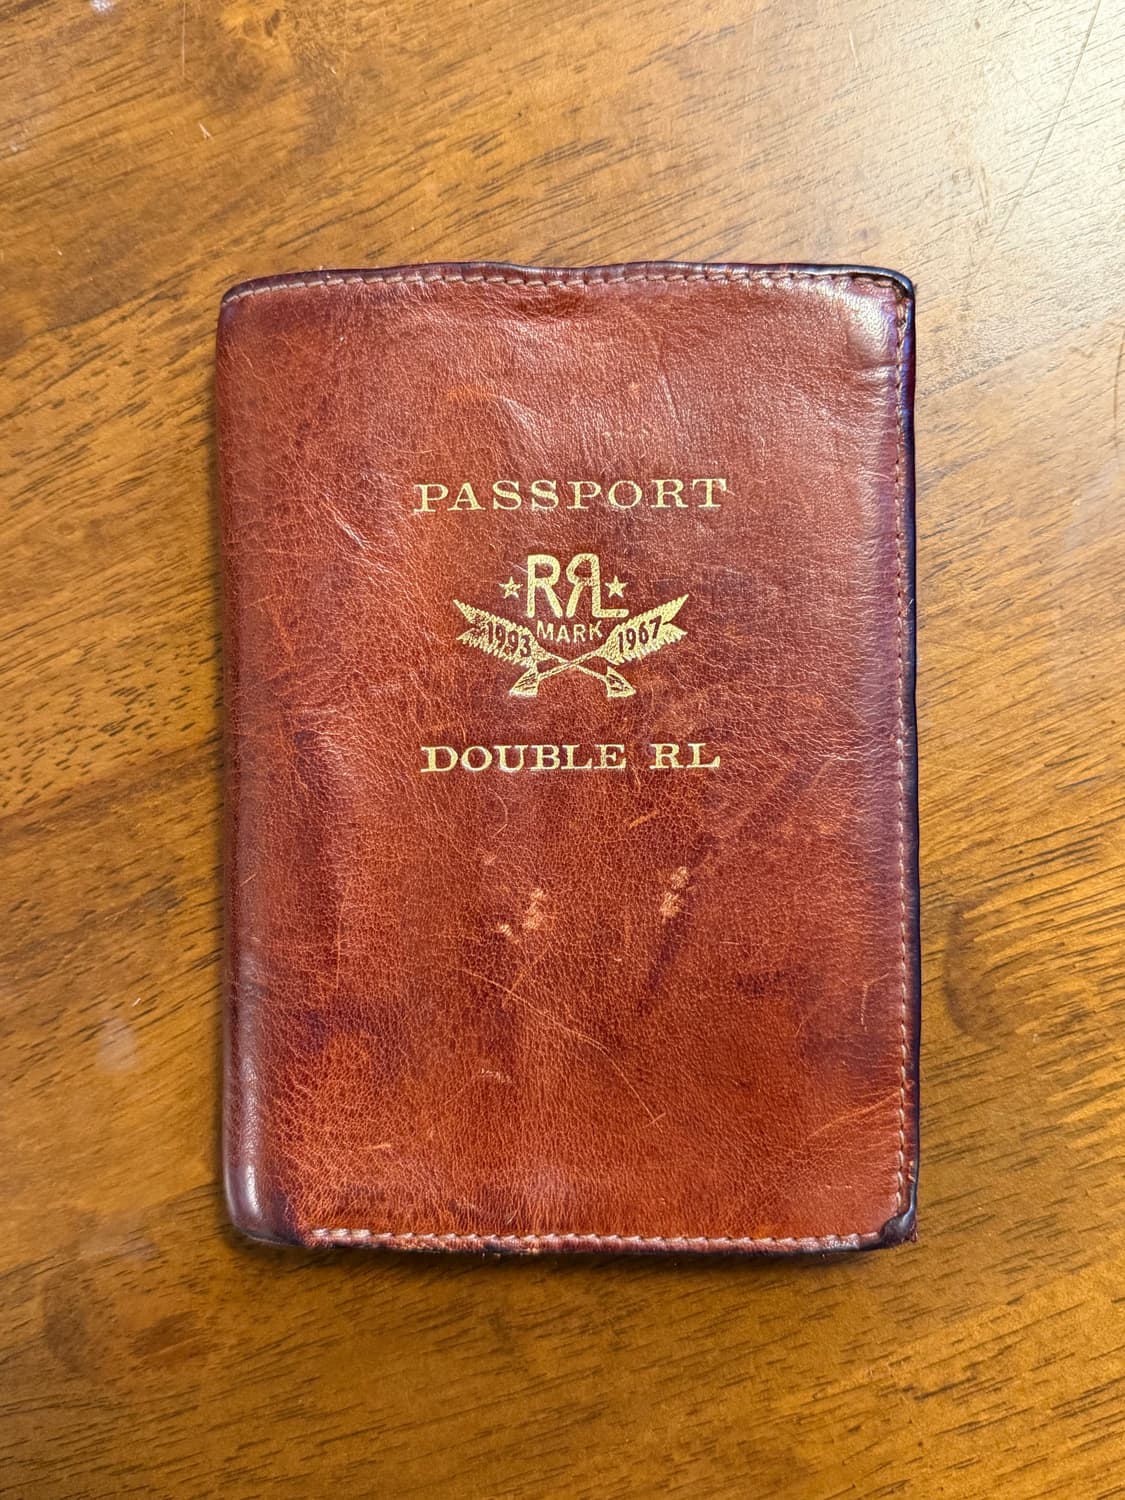 PASSPORT
RRL
MARK
1993 1967
DOUBLE RL